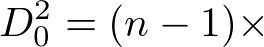 $D_0^2 = (n-1) \times$